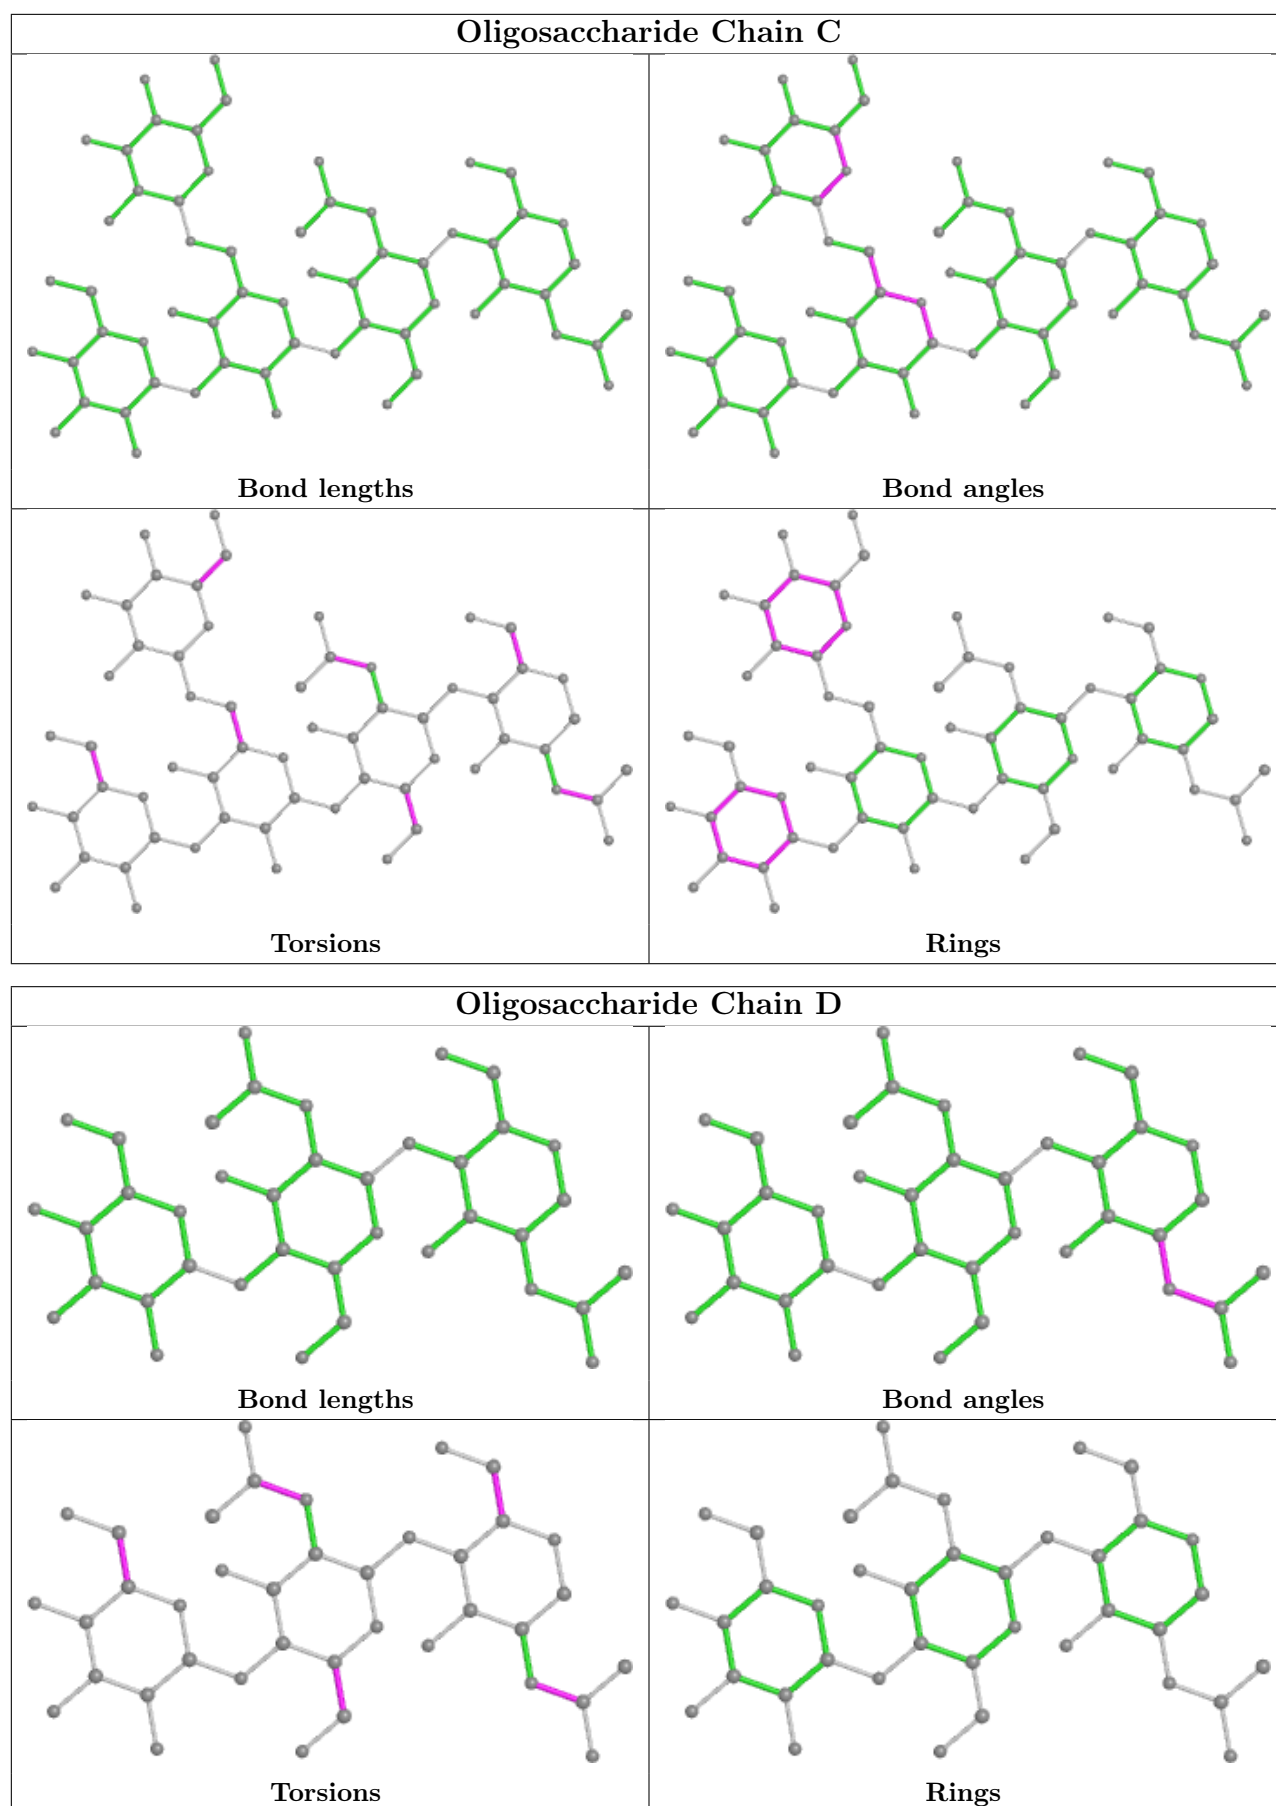 Oligosaccharide Chain C
Bond lengths
Bond angles
Torsions
Rings
Oligosaccharide Chain D
Bond lengths
Bond angles
Torsions
Rings